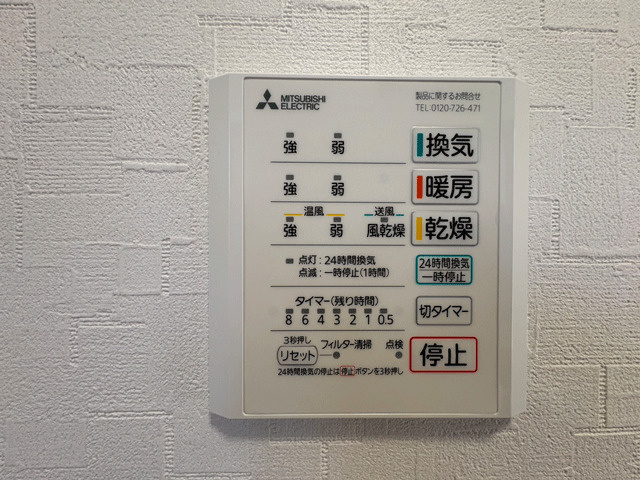 MITSUBISHI
ELECTRIC
製品に関するお問合せ
TEL:0120-726-471
強 弱 換気
強 弱 暖房
温風 送風
強 弱 風乾燥 乾燥
点灯:24時間換気
点滅:一時停止(1時間)
24時間換気
一時停止
タイマー(残り時間)
8 6 4 3 2 1 0.5
切タイマー
3秒押し
リセット フィルター清掃 点検
停止
24時間換気の停止は停止ボタンを3秒押し